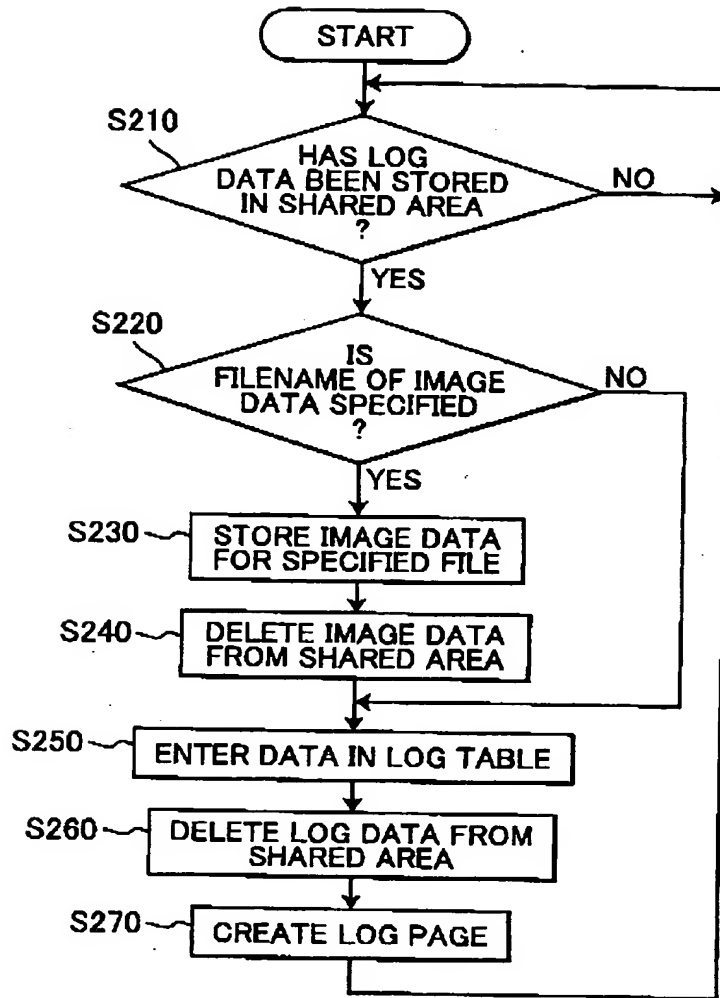 START
S210
HAS LOG
DATA BEEN STORED
IN SHARED AREA
?
NO
YES
S220
IS
FILENAME OF IMAGE
DATA SPECIFIED
?
NO
YES
S230
STORE IMAGE DATA
FOR SPECIFIED FILE
S240
DELETE IMAGE DATA
FROM SHARED AREA
S250
ENTER DATA IN LOG TABLE
S260
DELETE LOG DATA FROM
SHARED AREA
S270
CREATE LOG PAGE